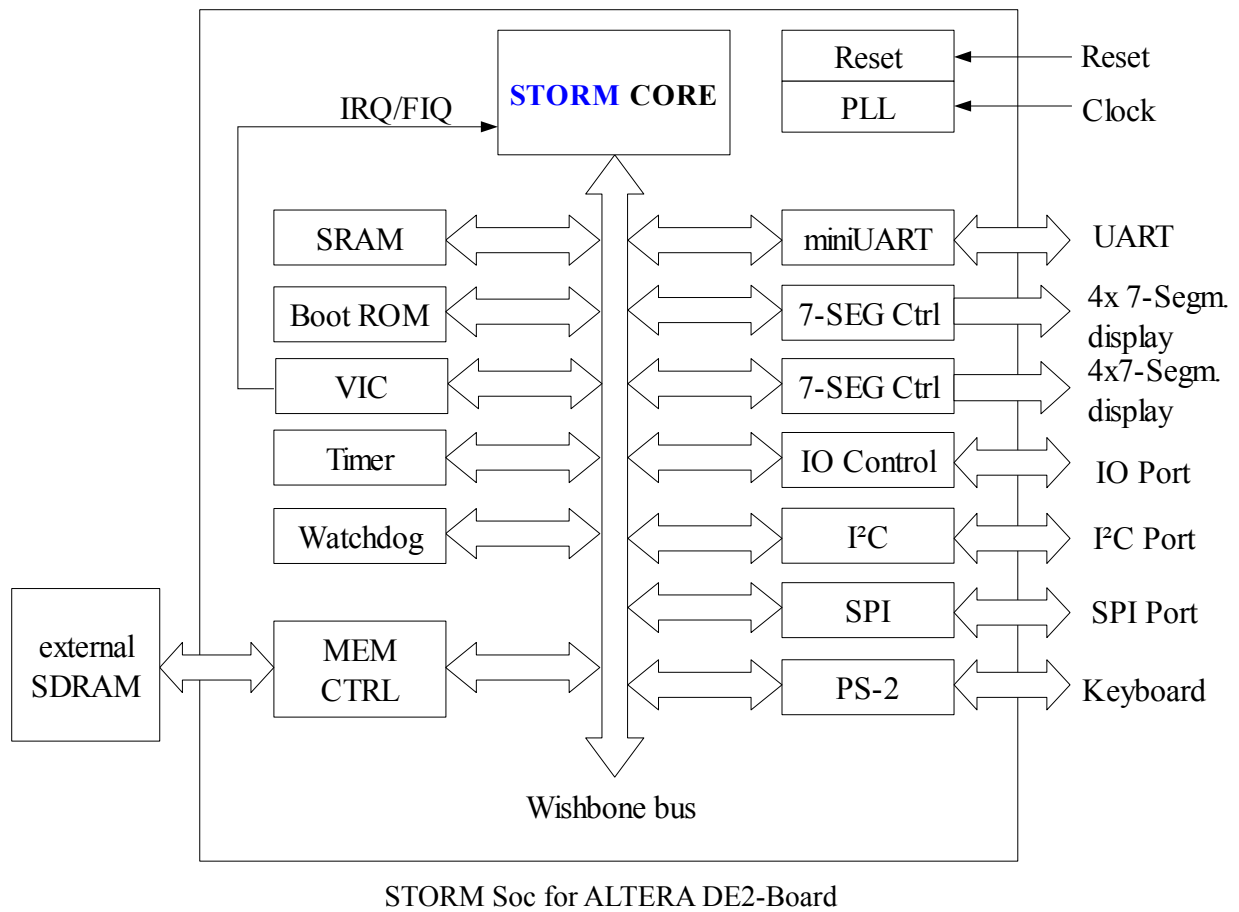 Reset
Reset
STORM CORE
PLL
Clock
IRQ/FIQ
SRAM
miniUART
UART
Boot ROM
7-SEG Ctrl
4x 7-Segm.
display
VIC
7-SEG Ctrl
4x7-Segm.
display
Timer
IO Control
IO Port
Watchdog
I²C
I²C Port
external
SDRAM
MEM
CTRL
SPI
SPI Port
PS-2
Keyboard
Wishbone bus
STORM Soc for ALTERA DE2-Board